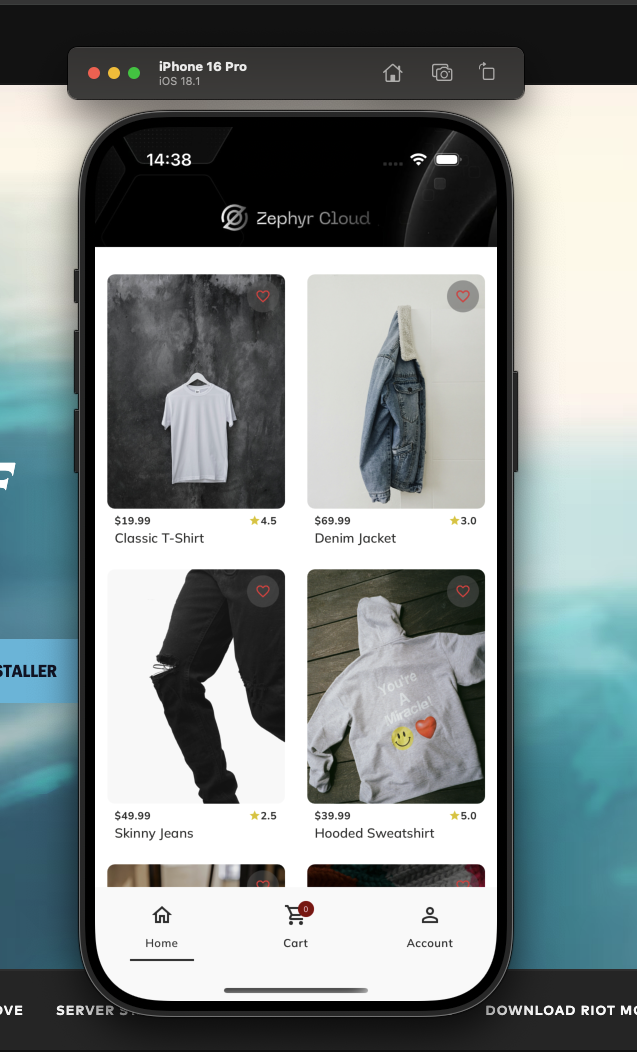 iPhone 16 Pro
iOS 18.1
14:38
Zephyr Cloud
$19.99 ★4.5
Classic T-Shirt
$69.99 ★3.0
Denim Jacket
F
STALLER
You're
A
Miracle!
$49.99 ★2.5
Skinny Jeans
$39.99 ★5.0
Hooded Sweatshirt
0
Home
Cart
Account
OVE
SERVER ST
DOWNLOAD RIOT MO